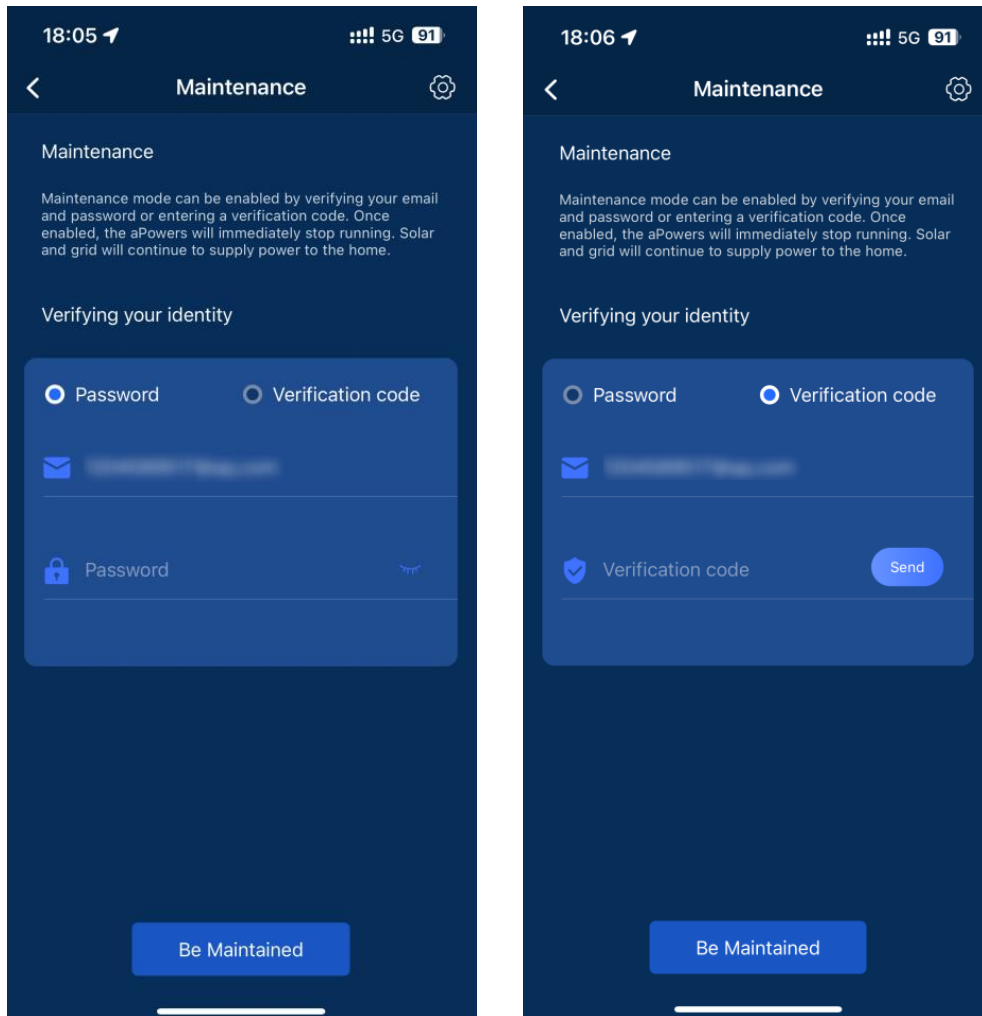 18:05
5G 91
Maintenance
Maintenance
Maintenance mode can be enabled by verifying your email
and password or entering a verification code. Once
enabled, the aPowers will immediately stop running. Solar
and grid will continue to supply power to the home.
Verifying your identity
Password
Verification code
Password
Be Maintained
18:06
5G 91
Maintenance
Maintenance
Maintenance mode can be enabled by verifying your email
and password or entering a verification code. Once
enabled, the aPowers will immediately stop running. Solar
and grid will continue to supply power to the home.
Verifying your identity
Password
Verification code
Verification code
Send
Be Maintained